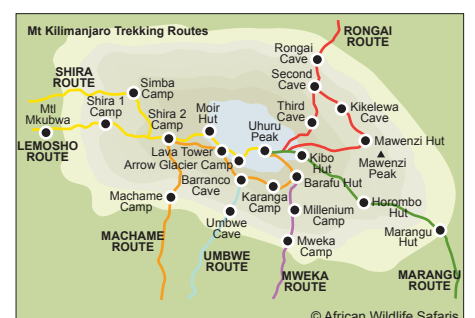 Mt Kilimanjaro Trekking Routes
RONGAI
ROUTE
Rongai
Cave
SHIRA
ROUTE
Simba
Camp
Second
Cave
Mtl
Mkubwa
Shira 1
Camp
Shira 2
Camp
Moir
Hut
Third
Cave
Kikelewa
Cave
Uhuru
Peak
LEMOSHO
ROUTE
Lava Tower
Arrow Glacier Camp
Mawenzi Hut
Kibo
Hut
Mawenzi
Peak
Barranco
Cave
Barafu Hut
Machame
Camp
Karanga
Camp
Horombo
Hut
Umbwe
Cave
Millenium
Camp
Marangu
Hut
MACHAME
ROUTE
Mweka
Camp
UMBWE
ROUTE
MWEKA
ROUTE
MARANGU
ROUTE
© African Wildlife Safaris